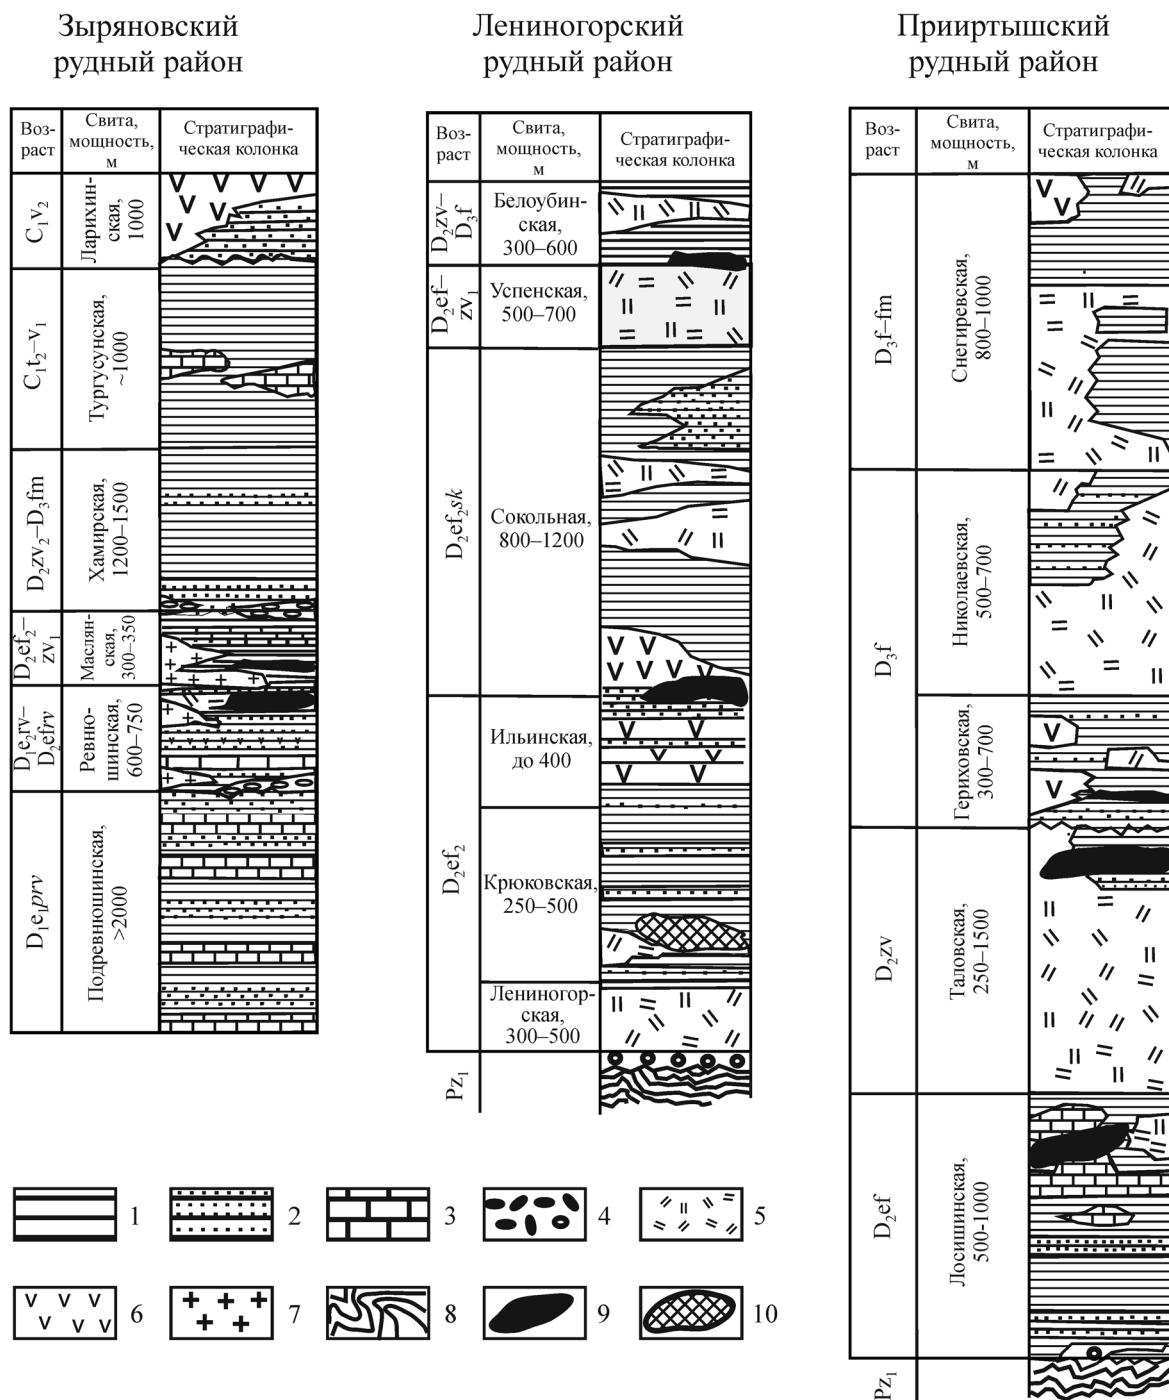 Зыряновский
рудный район
Воз-
раст
Свита,
мощность,
м
Стратиграфи-
ческая колонка
C₁v₂
Ларихин-
ская,
1000
C₁t₂–v₁
Тургусунская,
~1000
D₂zv₂–D₃fm
Хамирская,
1200–1500
D₂ef₂–
zv₁
Маслян-
ская,
300–350
D₁e₂rv–
D₂efrv
Ревню-
шинская,
600–750
D₁e₁prv
Подревнюшинская,
>2000
Лениногорский
рудный район
Воз-
раст
Свита,
мощность,
м
Стратиграфи-
ческая колонка
D₂zv–
D₃f
Белоубин-
ская,
300–600
D₂ef–
zv₁
Успенская,
500–700
D₂ef₂sk
Сокольная,
800–1200
D₂ef₂
Ильинская,
до 400
Крюковская,
250–500
Лениногор-
ская,
300–500
Pz₁
Прииртышский
рудный район
Воз-
раст
Свита,
мощность,
м
Стратиграфи-
ческая колонка
D₃f–fm
Снегиревская,
800–1000
D₃f
Николаевская,
500–700
Гериховская,
300–700
D₂zv
Таловская,
250–1500
D₂ef
Лосишинская,
500-1000
Pz₁
1
2
3
4
5
6
7
8
9
10